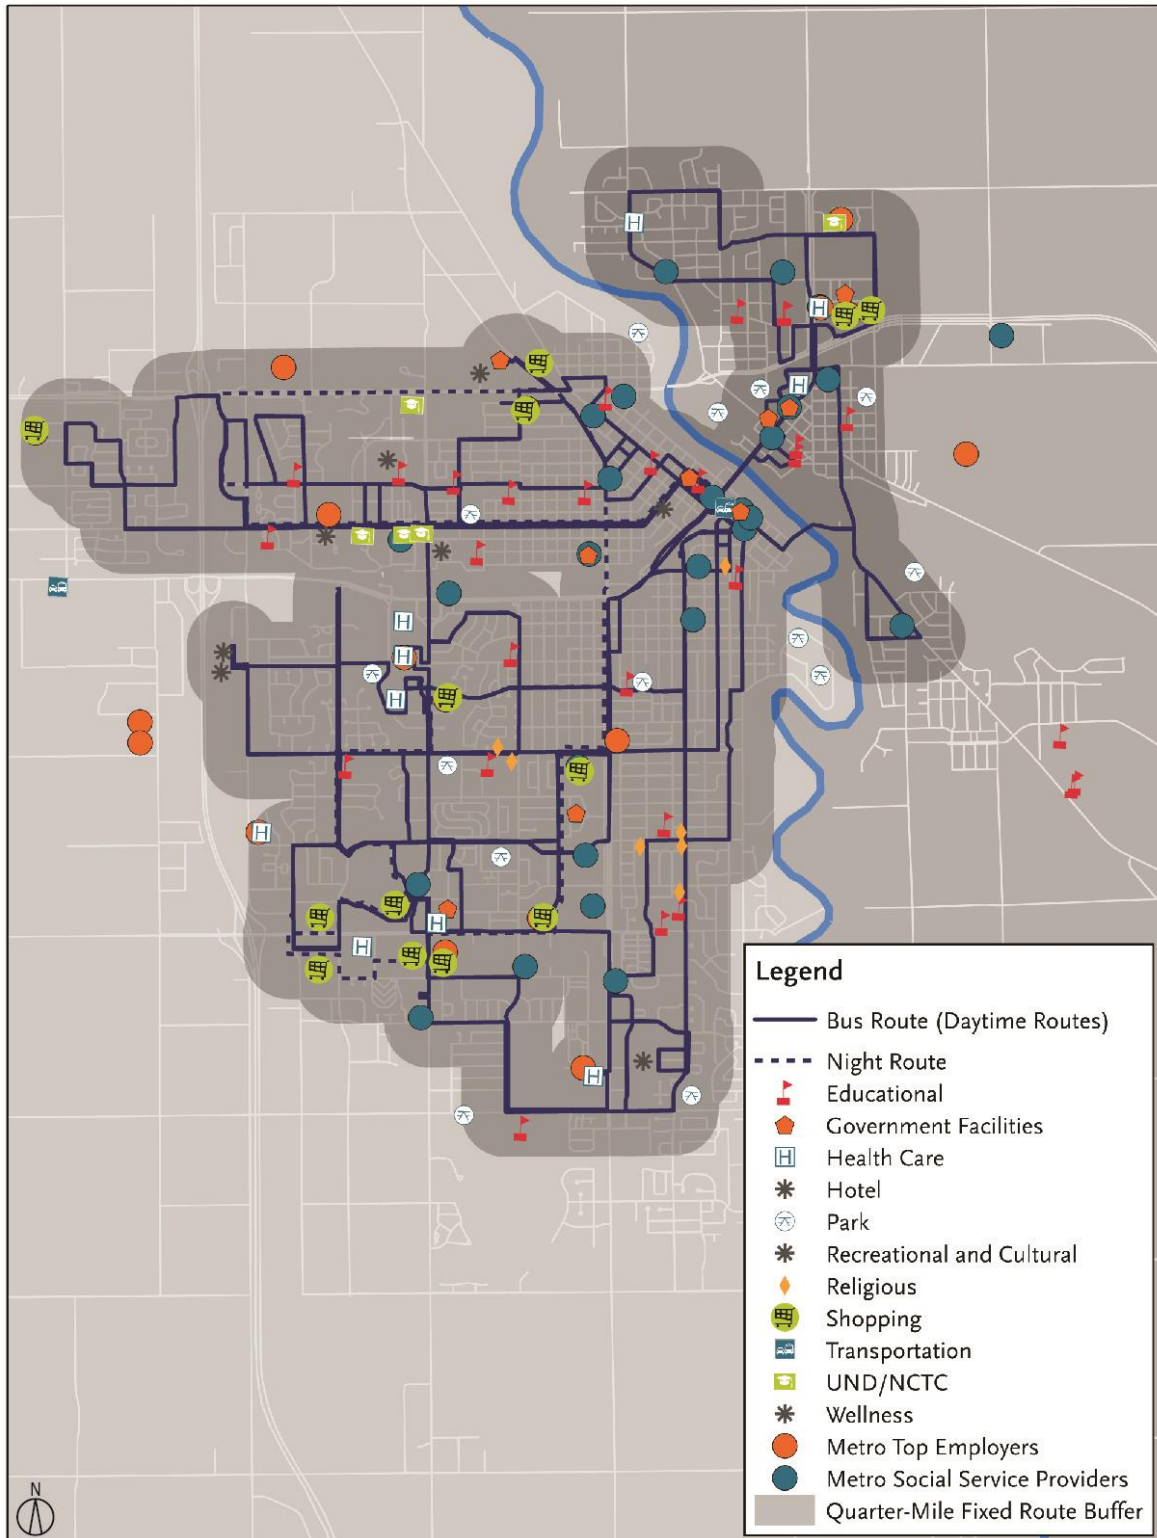 Legend
Bus Route (Daytime Routes)
Night Route
Educational
Government Facilities
H Health Care
Hotel
Park
Recreational and Cultural
Religious
Shopping
Transportation
UND/NCTC
Wellness
Metro Top Employers
Metro Social Service Providers
Quarter-Mile Fixed Route Buffer
N
H
H
H
H
H
H
H
H
H
H
H